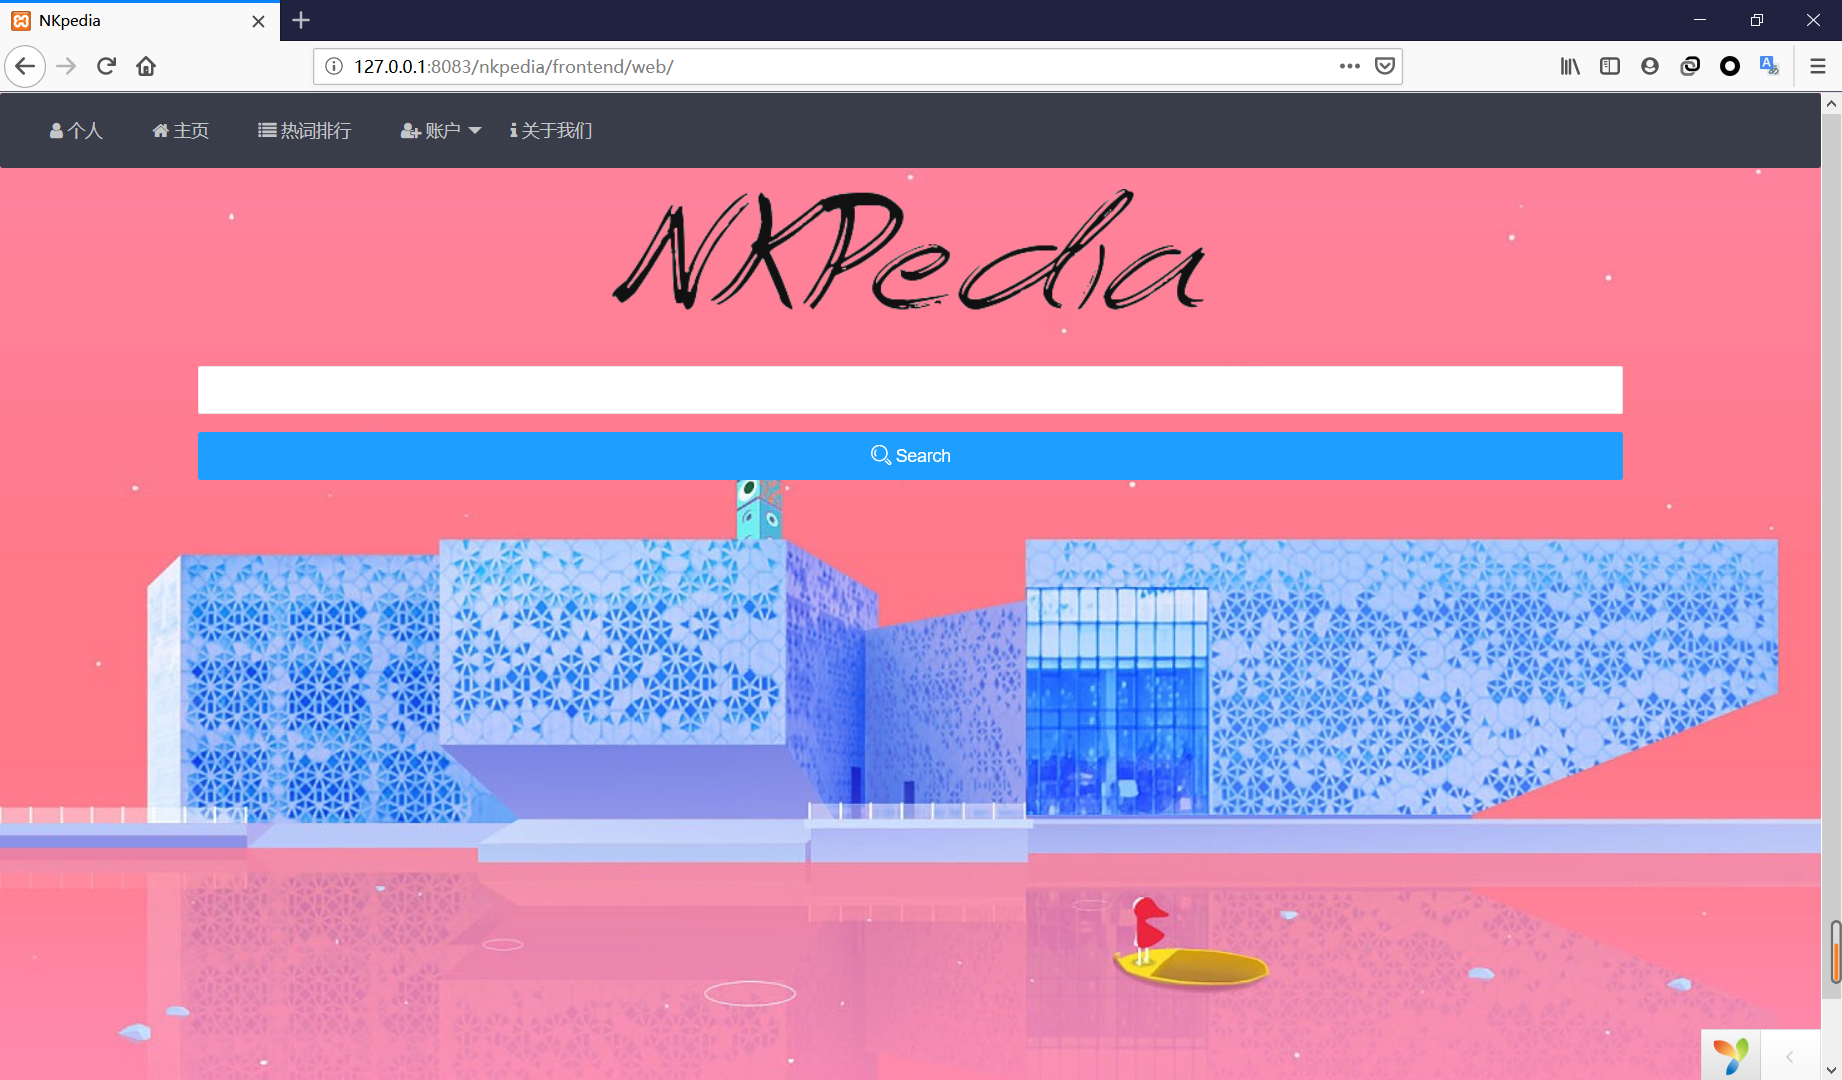 NKpedia
127.0.0.1:8083/nkpedia/frontend/web/
个人 主页 热词排行 账户 关于我们
NKPedia
Search